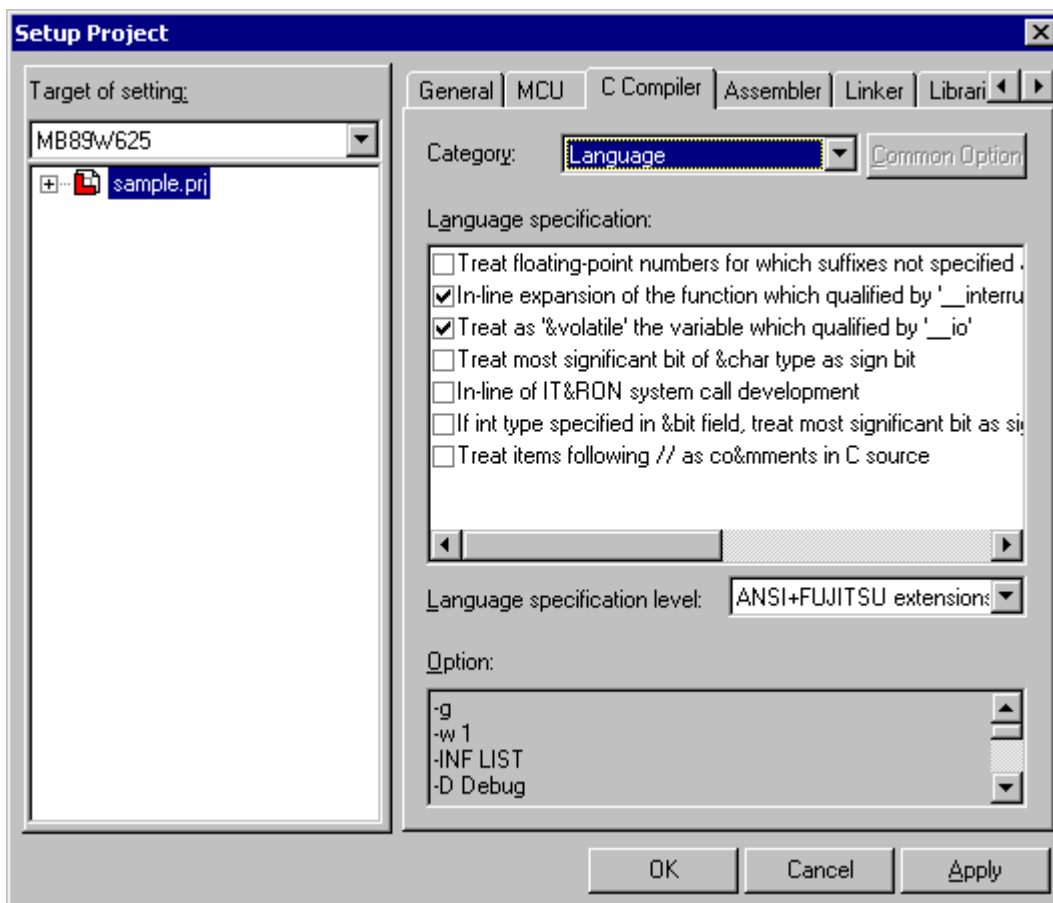 Setup Project
Target of setting:
MB89W625
sample.prj
General MCU C Compiler Assembler Linker Librari
Category: Language Common Option
Language specification:
Treat floating-point numbers for which suffixes not specified
In-line expansion of the function which qualified by '__interru
Treat as '&volatile' the variable which qualified by '__io'
Treat most significant bit of &char type as sign bit
In-line of IT&RON system call development
If int type specified in &bit field, treat most significant bit as si
Treat items following // as co&mments in C source
Language specification level: ANSI+FUJITSU extensions
Option:
-g
-w 1
-INF LIST
-D Debug
OK Cancel Apply